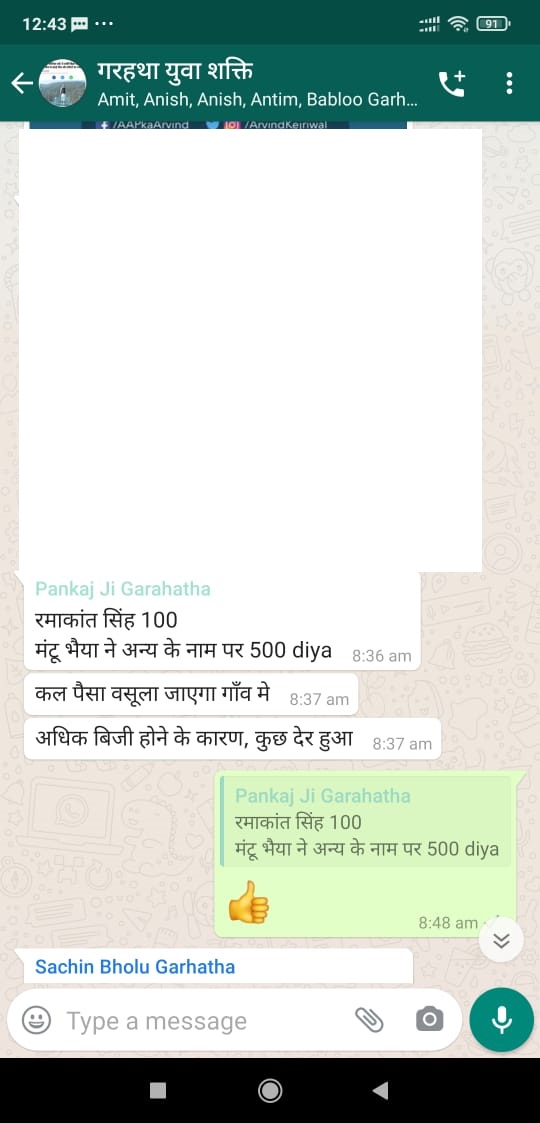 12:43
91
गरहथा युवा शक्ति
Amit, Anish, Anish, Antim, Babloo Garh...
/AAPkaArvind /ArvindKejriwal
Pankaj Ji Garahatha
रमाकांत सिंह 100
मंटू भैया ने अन्य के नाम पर 500 diya 8:36 am
कल पैसा वसूला जाएगा गाँव मे 8:37 am
अधिक बिजी होने के कारण, कुछ देर हुआ 8:37 am
Pankaj Ji Garahatha
रमाकांत सिंह 100
मंटू भैया ने अन्य के नाम पर 500 diya
8:48 am
Sachin Bholu Garhatha
Type a message